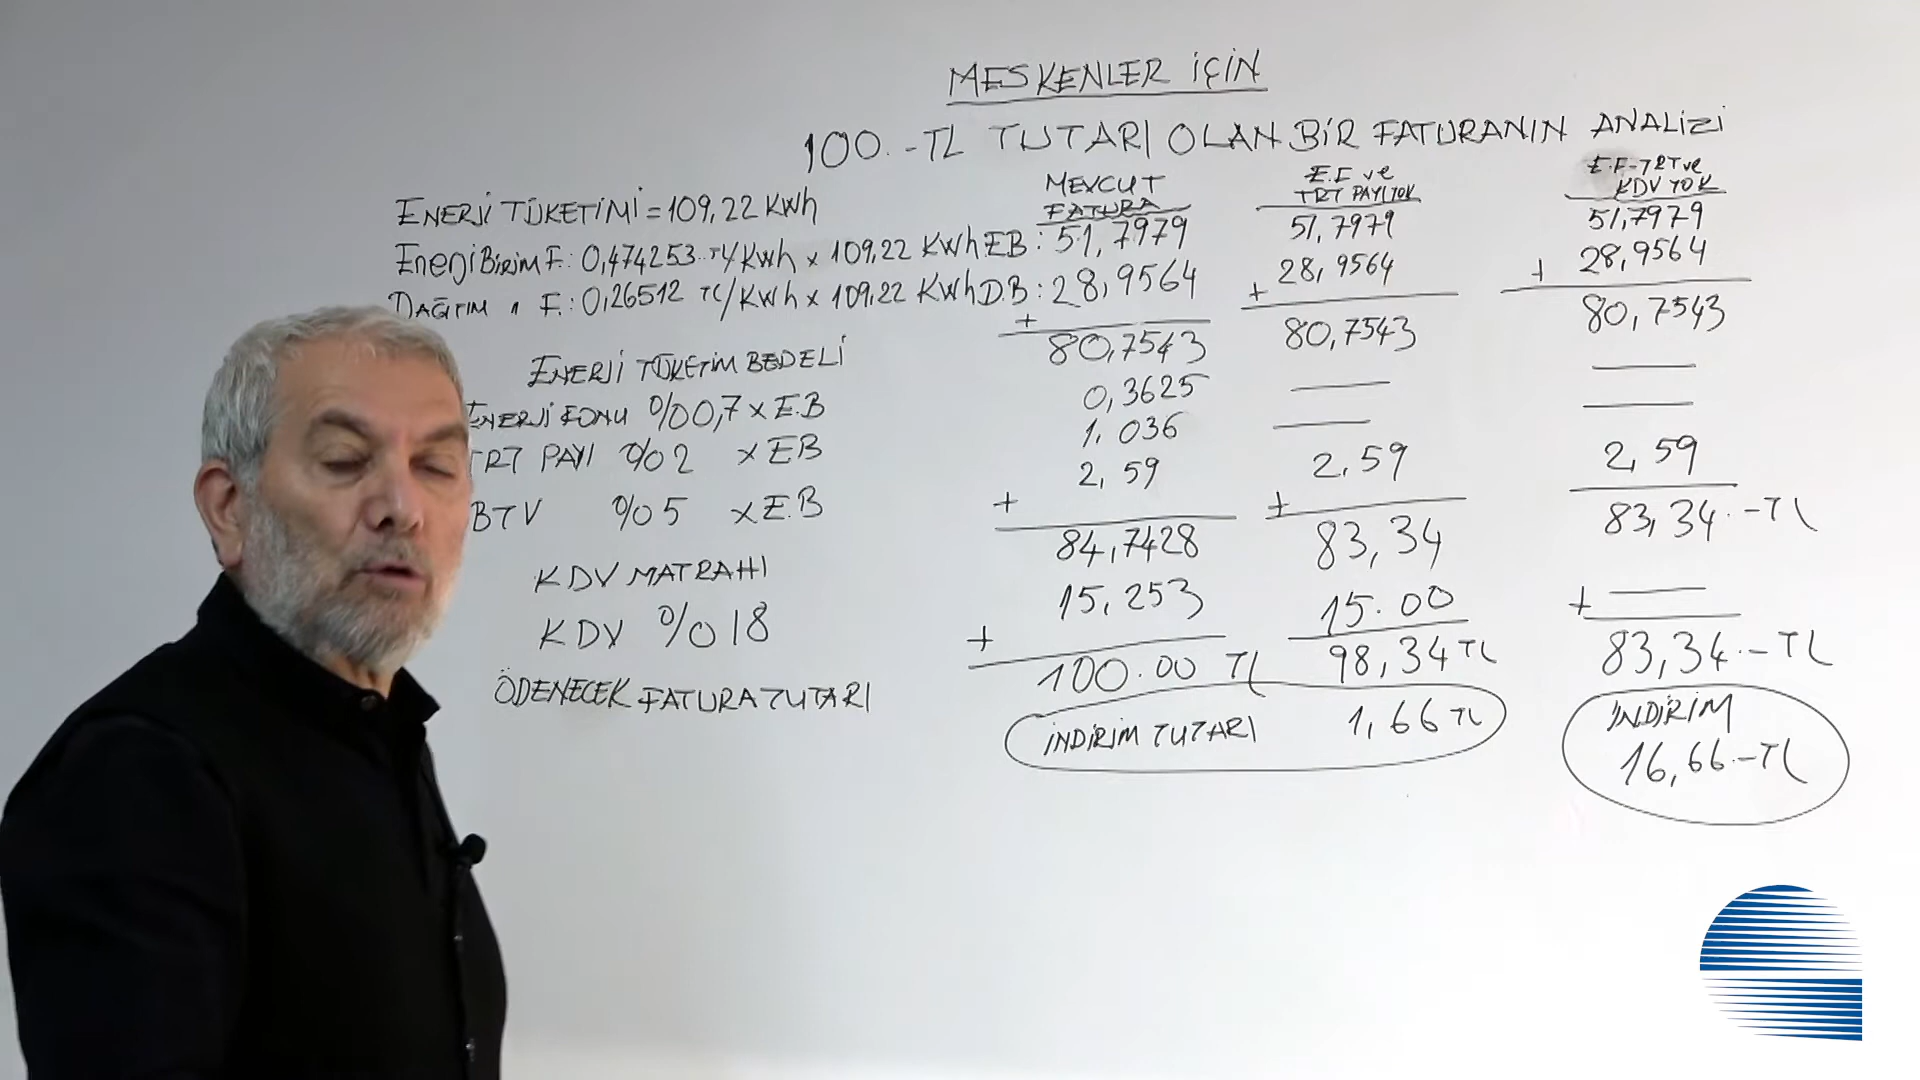 MESKENLER İÇİN
100.-TL TUTARI OLAN BİR FATURANIN ANALİZİ
MEVCUT FATURA
E.F ve TRT PAYI YOK
E.F-TRT ve KDV YOK
ENERJİ TÜKETİMİ = 109,22 KWh
Enerji Birim F.: 0,474253 TL/KWh x 109,22 KWh EB: 51,7979 51,7979 51,7979
DAĞITIM " F.: 0,26512 TL/KWh x 109,22 KWh D.B: 28,9564 + 28,9564 + 28,9564
+
ENERJİ TÜKETİM BEDELİ 80,7543 80,7543 80,7543
ENERJİ FONU %0,7 x E.B 0,3625 — —
TRT PAYI %2 x EB 1.036 — —
BTV %5 x E.B 2,59 2,59 2,59
+ +
KDV MATRAHI 84,7428 83,34 83,34.-TL
KDV %18 15,253 15.00 + —
+
ÖDENECEK FATURA TUTARI 100.00 TL 98,34 TL 83,34.-TL
İNDİRİM TUTARI 1,66 TL
İNDİRİM
16,66.-TL